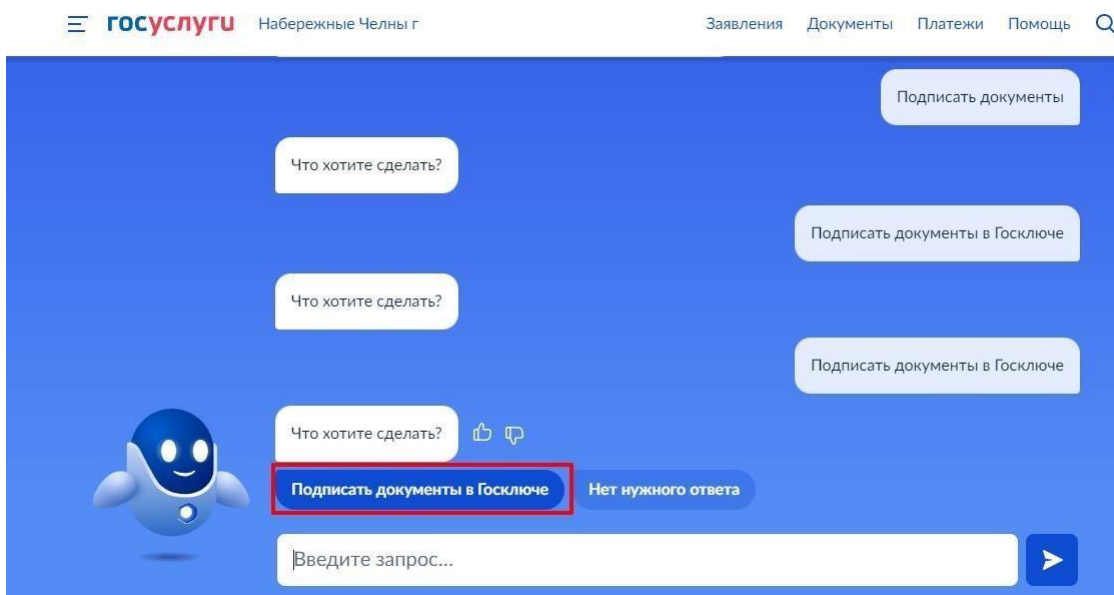 госуслуги Набережные Челны г Заявления Документы Платежи Помощь
Подписать документы
Что хотите сделать?
Подписать документы в Госключе
Что хотите сделать?
Подписать документы в Госключе
Что хотите сделать?
Подписать документы в Госключе Нет нужного ответа
Введите запрос...